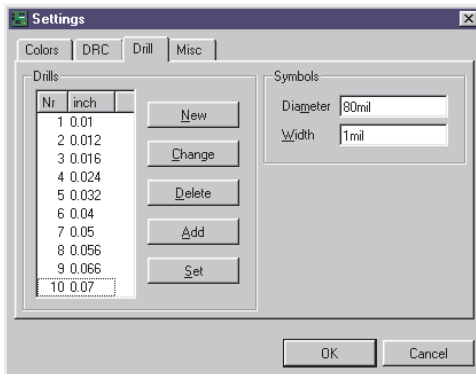 Settings
Colors DRC Drill Misc
Drills
Nr inch
1 0.01
2 0.012
3 0.016
4 0.024
5 0.032
6 0.04
7 0.05
8 0.056
9 0.066
10 0.07
New
Change
Delete
Add
Set
Symbols
Diameter 80mil
Width 1mil
OK Cancel